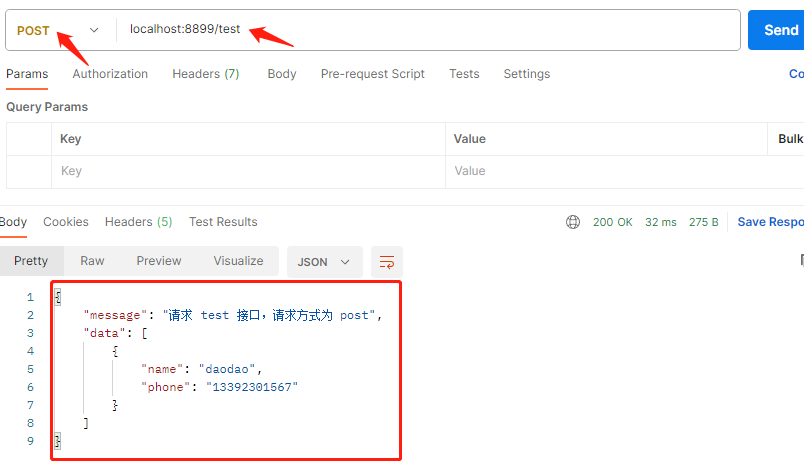 POST localhost:8899/test Send
Params Authorization Headers (7) Body Pre-request Script Tests Settings Co
Query Params
Key Value Bulk
Key Value
Body Cookies Headers (5) Test Results 200 OK 32 ms 275 B Save Respo
Pretty Raw Preview Visualize JSON
1 {
2 "message": "请求 test 接口，请求方式为 post",
3 "data": [
4 {
5 "name": "daodao",
6 "phone": "13392301567"
7 }
8 ]
9 }